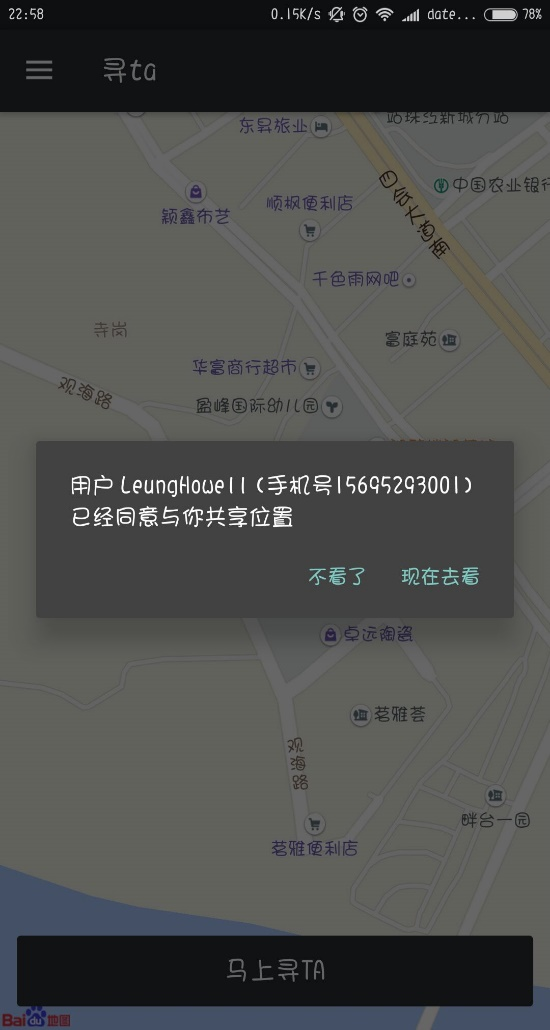 22:58
0.15K/s
date...
78%
寻ta
东昇旅业
站珠江新城分站
中国农业银行
颖鑫布艺
顺枫便利店
千色雨网吧
寺岗
富庭苑
华富商行超市
观海路
盈峰国际幼儿园
用户 LeungHowell (手机号15695293001)
已经同意与你共享位置
不看了
现在去看
卓远陶瓷
茗雅荟
观海路
畔台一园
茗雅便利店
马上寻TA
Bai du 地图